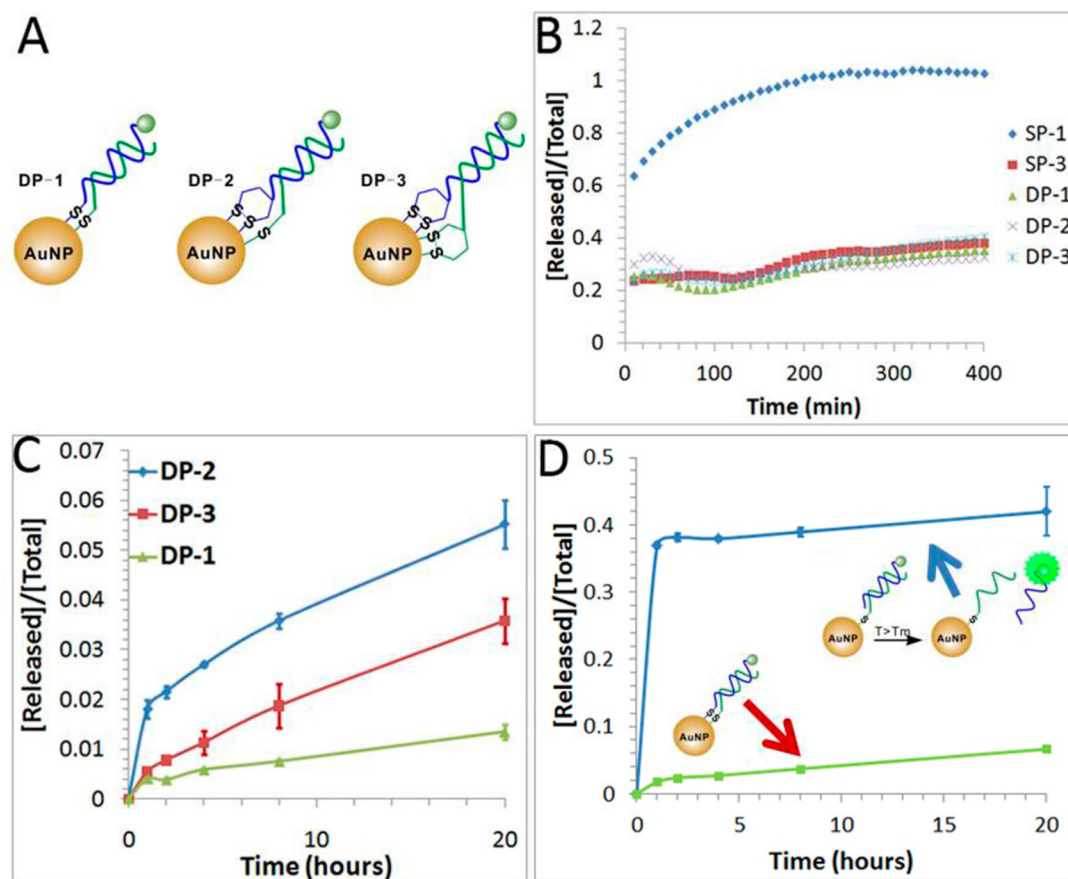 A
DP-1
DP-2
DP-3
S
S
AuNP
S
S
S
AuNP
S
S
S
S
AuNP
B
[Released]/[Total]
1.2
1
0.8
0.6
0.4
0.2
0
0 100 200 300 400
Time (min)
SP-1
SP-3
DP-1
DP-2
DP-3
C
[Released]/[Total]
0.07
0.06
0.05
0.04
0.03
0.02
0.01
0
DP-2
DP-3
DP-1
0 10 20
Time (hours)
D
[Released]/[Total]
0.5
0.4
0.3
0.2
0.1
0
S
AuNP
T>Tm
S
AuNP
SS
AuNP
0 5 10 15 20
Time (hours)